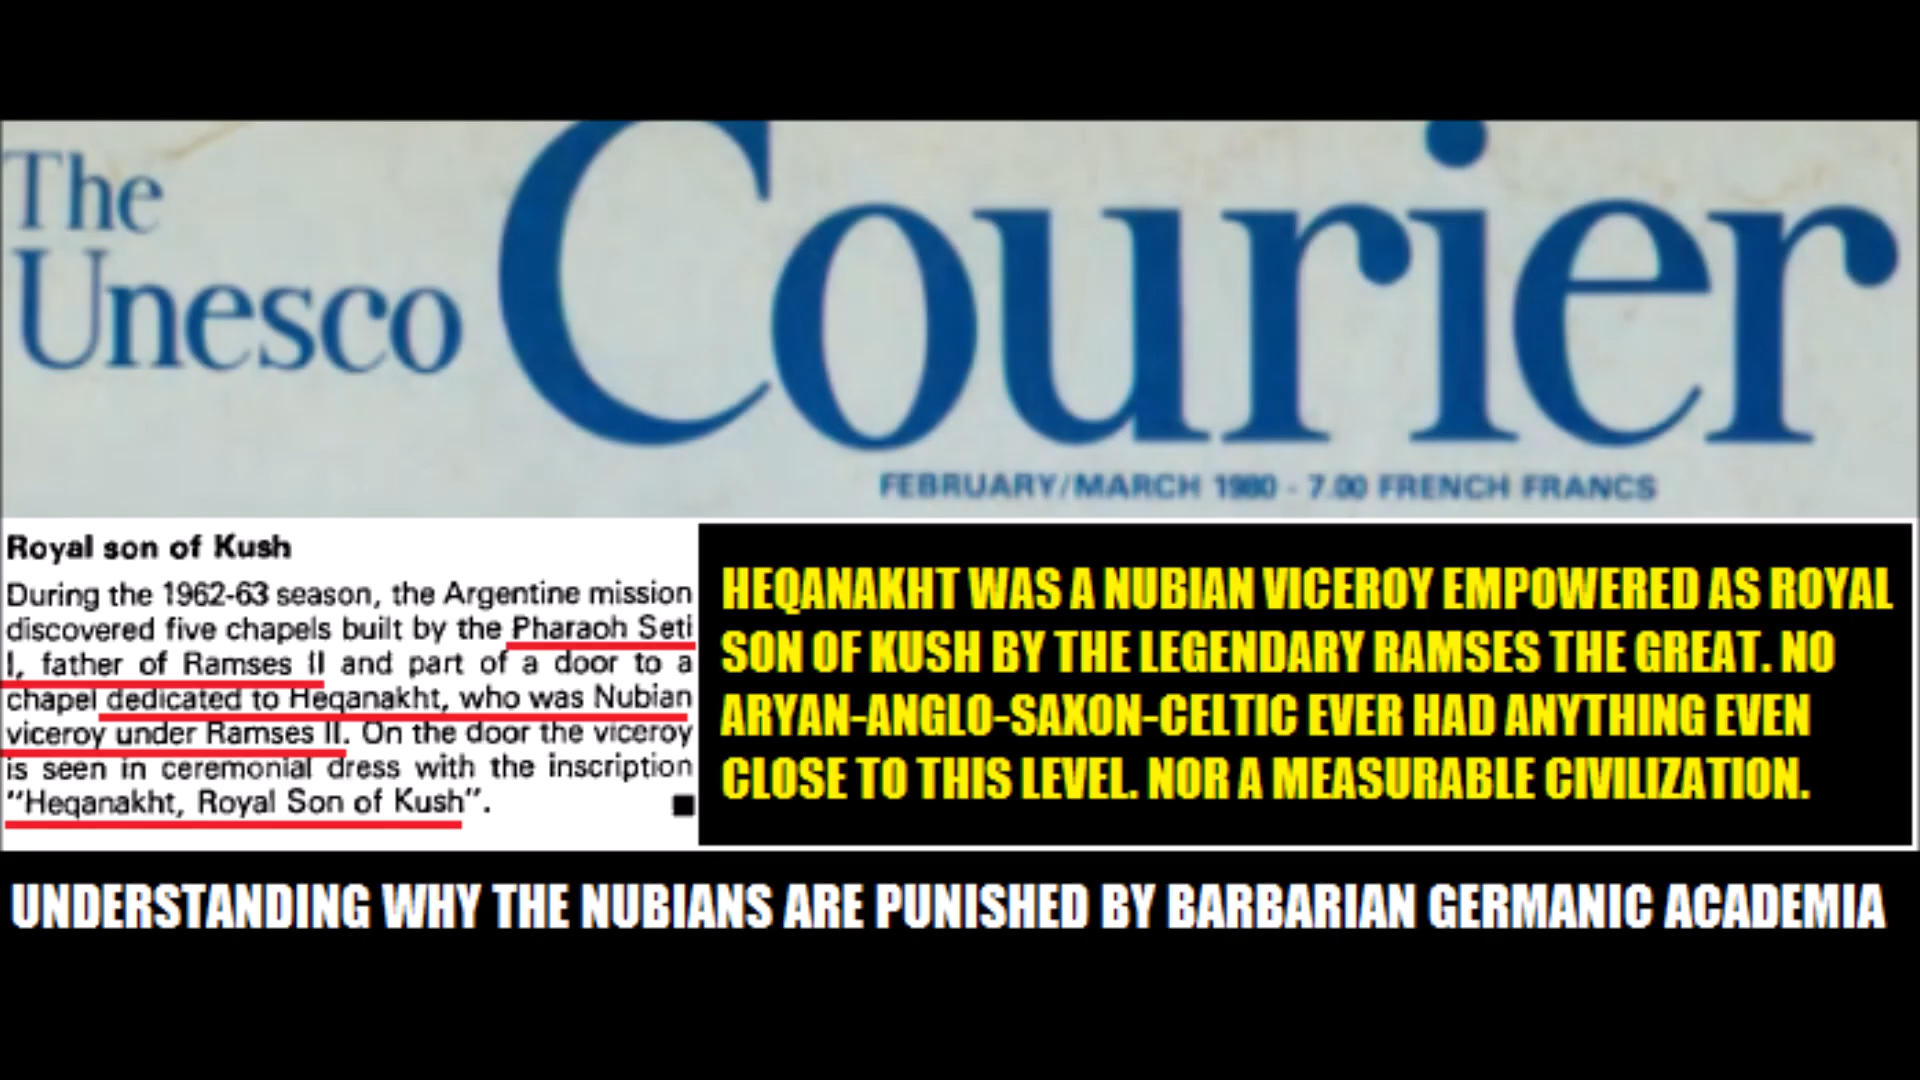 The
Unesco
Courier
FEBRUARY/MARCH 1980 - 7.00 FRENCH FRANCS
Royal son of Kush
During the 1962-63 season, the Argentine mission
discovered five chapels built by the Pharaoh Seti
I, father of Ramses II and part of a door to a
chapel dedicated to Heqanakht, who was Nubian
viceroy under Ramses II. On the door the viceroy
is seen in ceremonial dress with the inscription
"Heqanakht, Royal Son of Kush". ■
HEQANAKHT WAS A NUBIAN VICEROY EMPOWERED AS ROYAL
SON OF KUSH BY THE LEGENDARY RAMSES THE GREAT. NO
ARYAN-ANGLO-SAXON-CELTIC EVER HAD ANYTHING EVEN
CLOSE TO THIS LEVEL. NOR A MEASURABLE CIVILIZATION.
UNDERSTANDING WHY THE NUBIANS ARE PUNISHED BY BARBARIAN GERMANIC ACADEMIA